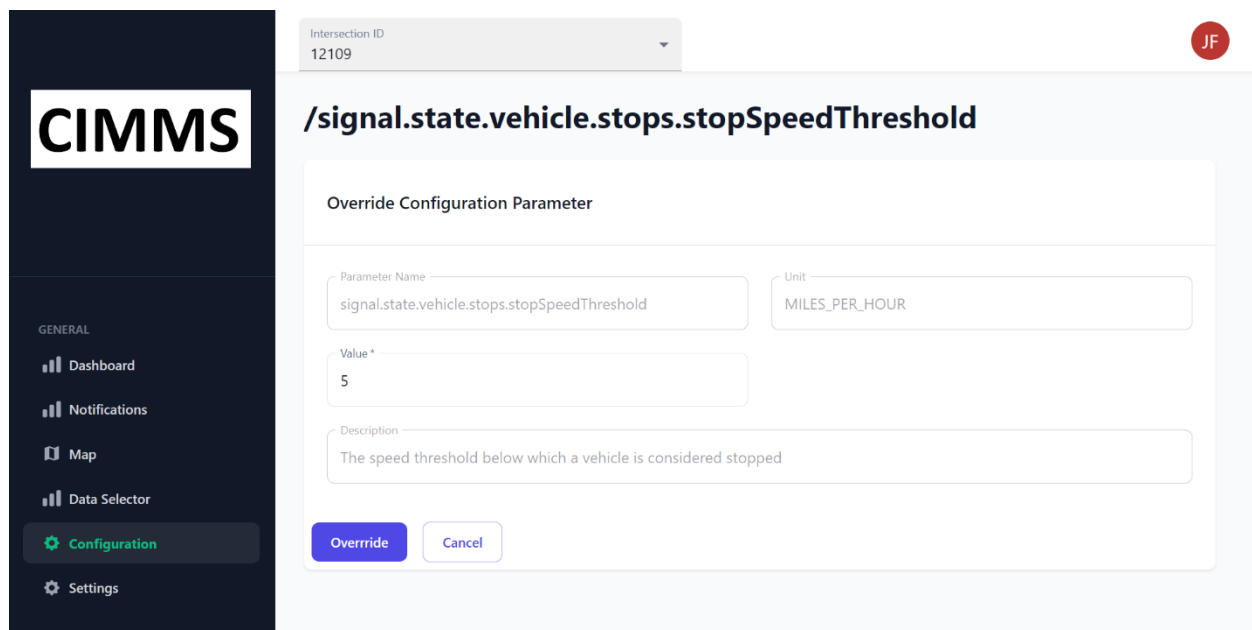 CIMMS
GENERAL
Dashboard
Notifications
Map
Data Selector
Configuration
Settings
Intersection ID
12109
JF
/signal.state.vehicle.stops.stopSpeedThreshold
Override Configuration Parameter
Parameter Name
signal.state.vehicle.stops.stopSpeedThreshold
Unit
MILES_PER_HOUR
Value *
5
Description
The speed threshold below which a vehicle is considered stopped
Overrride
Cancel